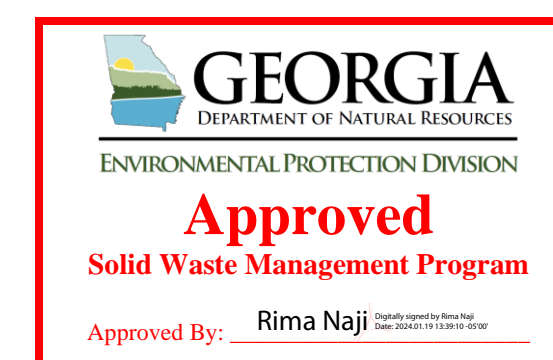 GEORGIA
DEPARTMENT OF NATURAL RESOURCES
ENVIRONMENTAL PROTECTION DIVISION
Approved
Solid Waste Management Program
Approved By: Rima Naji Digitally signed by Rima Naji
Date: 2024.01.19 13:39:10 -05'00'